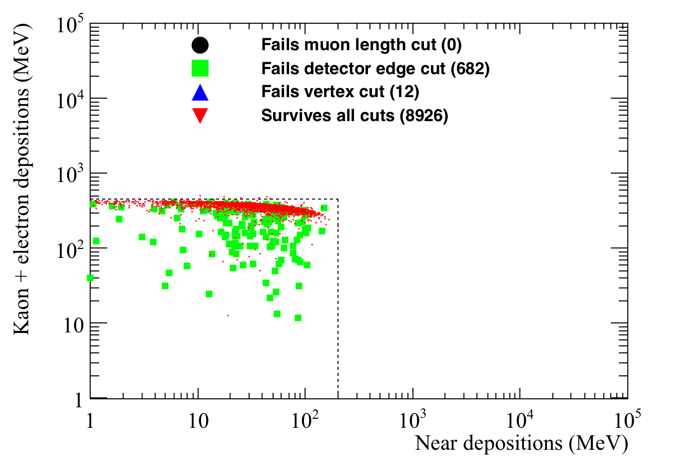 Kaon + electron depositions (MeV)
10^5
10^4
10^3
10^2
10
1
Fails muon length cut (0)
Fails detector edge cut (682)
Fails vertex cut (12)
Survives all cuts (8926)
1 10 10^2 10^3 10^4 10^5
Near depositions (MeV)